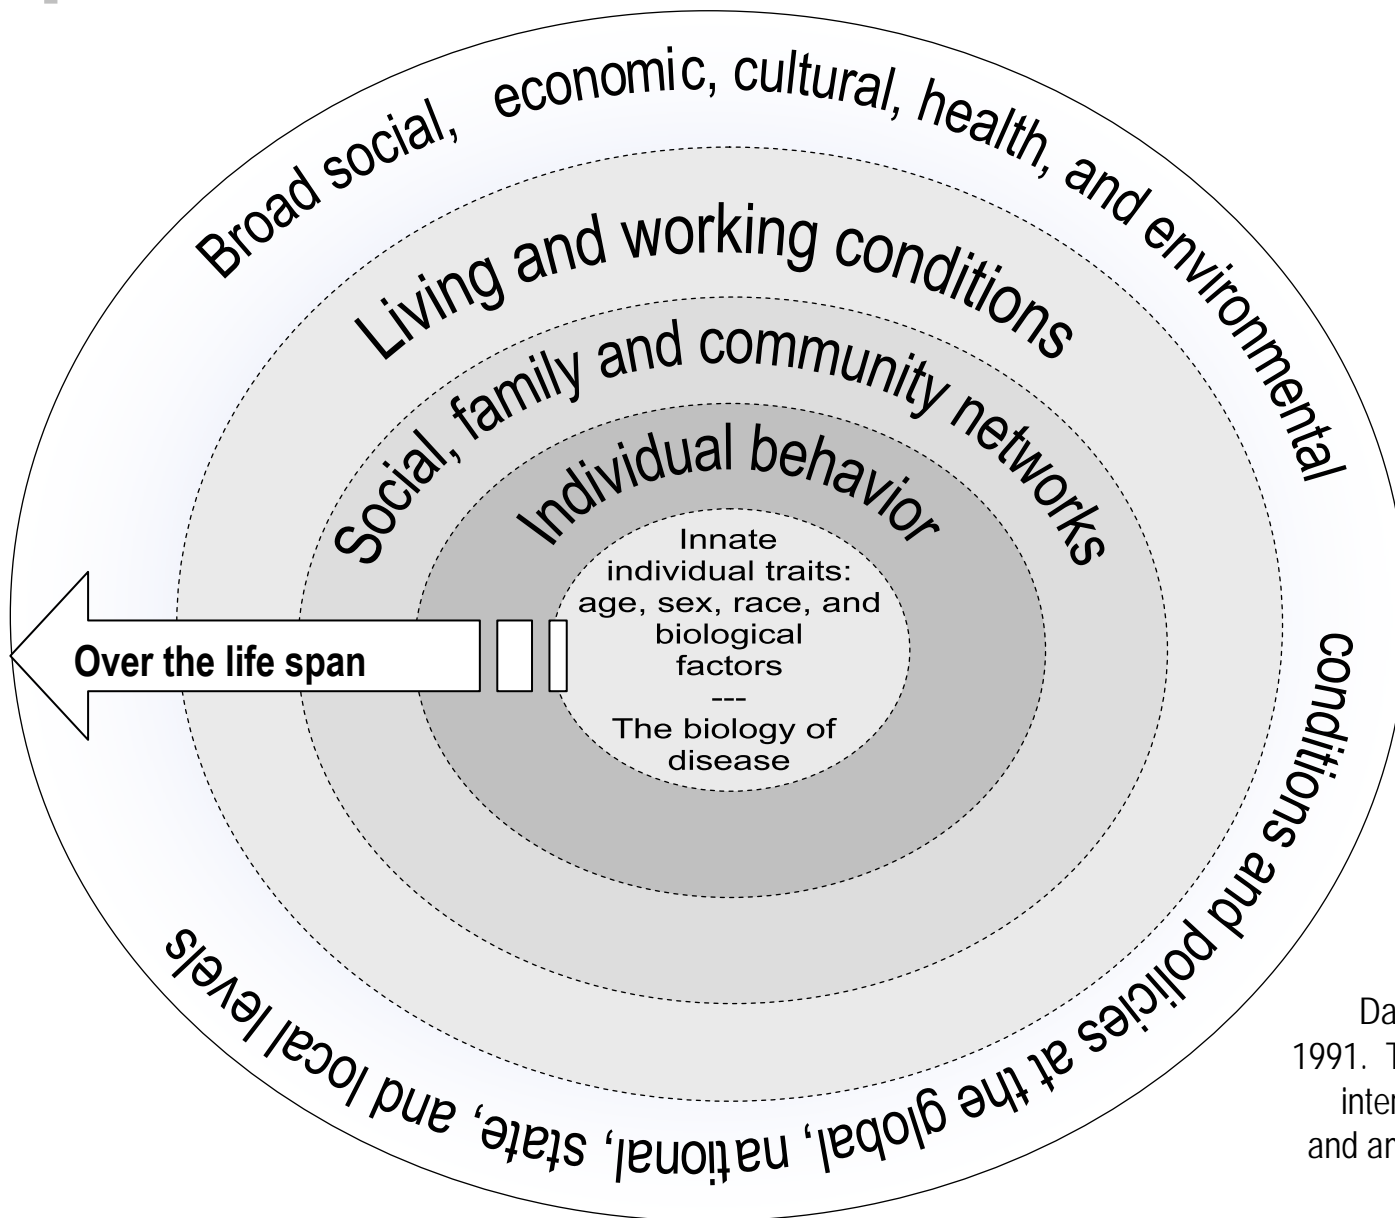 Broad social, economic, cultural, health, and environmental
conditions and policies at the global, national, state, and local levels
Living and working conditions
Social, family and community networks
Individual behavior
Innate
individual traits:
age, sex, race, and
biological
factors
---
The biology of
disease
Over the life span
1991.
and